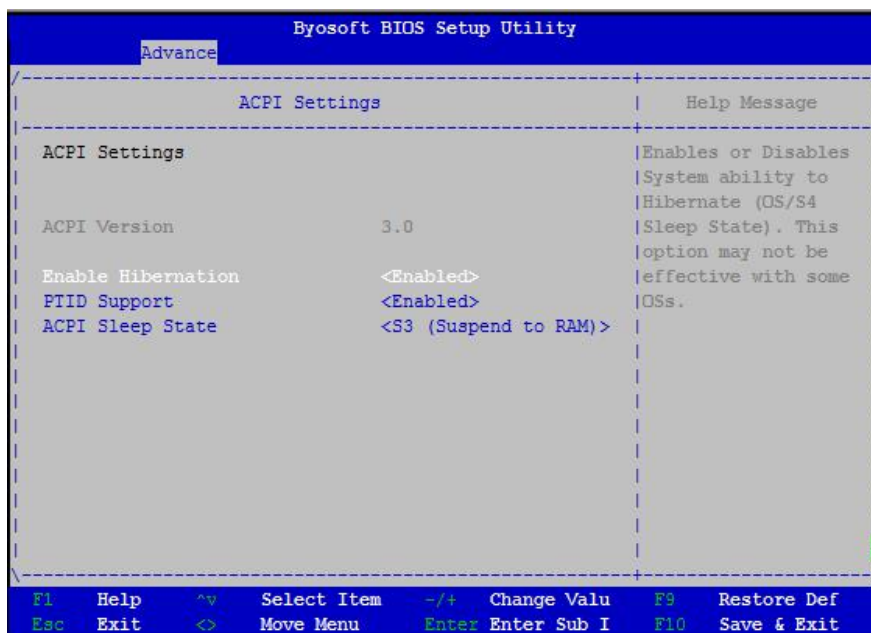 Byosoft BIOS Setup Utility
Advance
ACPI Settings
Help Message
ACPI Settings
ACPI Version 3.0
Enable Hibernation <Enabled>
PTID Support <Enabled>
ACPI Sleep State <S3 (Suspend to RAM)>
Enables or Disables
System ability to
Hibernate (OS/S4
Sleep State). This
option may not be
effective with some
OSs.
F1 Help ^v Select Item -/+ Change Valu F9 Restore Def
Esc Exit <> Move Menu Enter Enter Sub I F10 Save & Exit